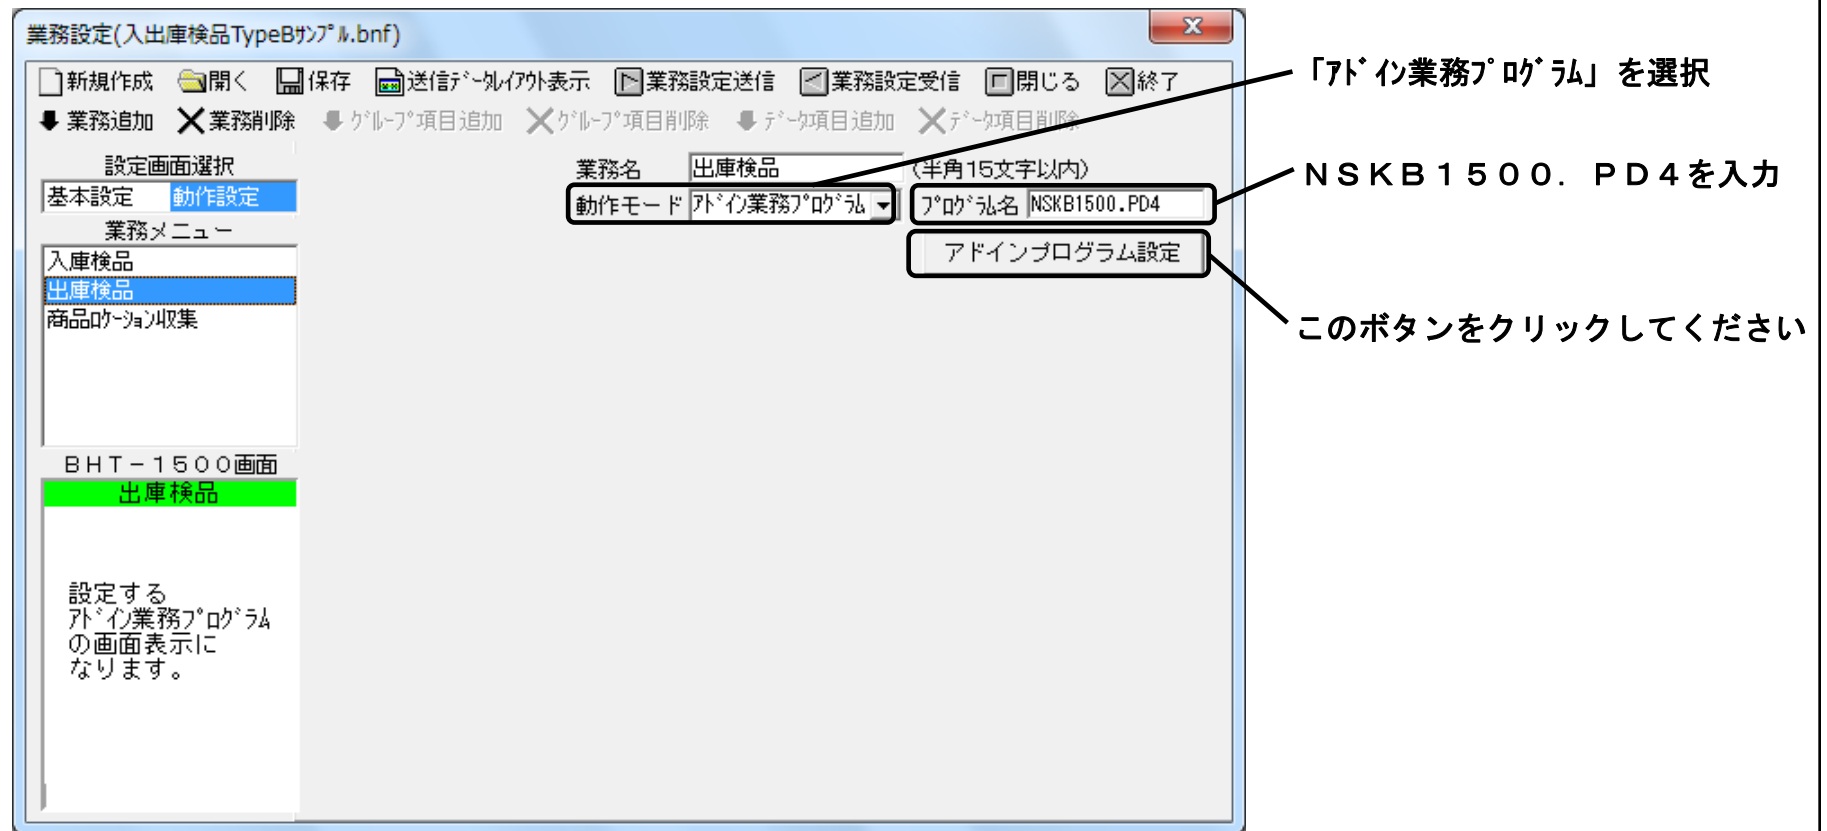 業務設定(入出庫検品TypeBｻﾝﾌﾟﾙ.bnf)
新規作成 開く 保存 送信ﾃﾞｰﾀﾚｲｱｳﾄ表示 業務設定送信 業務設定受信 閉じる 終了
業務追加 業務削除 ｸﾞﾙｰﾌﾟ項目追加 ｸﾞﾙｰﾌﾟ項目削除 ﾃﾞｰﾀ項目追加 ﾃﾞｰﾀ項目削除
「ｱﾄﾞｲﾝ業務ﾌﾟﾛｸﾞﾗﾑ」を選択
設定画面選択
基本設定 動作設定
業務名 出庫検品 (半角15文字以内)
動作モード ｱﾄﾞｲﾝ業務ﾌﾟﾛｸﾞﾗﾑ ﾌﾟﾛｸﾞﾗﾑ名 NSKB1500.PD4
ＮＳＫＢ１５００．ＰＤ４を入力
アドインプログラム設定
このボタンをクリックしてください
業務メニュー
入庫検品
出庫検品
商品ﾛｹｰｼｮﾝ収集
ＢＨＴ－１５００画面
出庫検品
設定する
ｱﾄﾞｲﾝ業務ﾌﾟﾛｸﾞﾗﾑ
の画面表示に
なります。